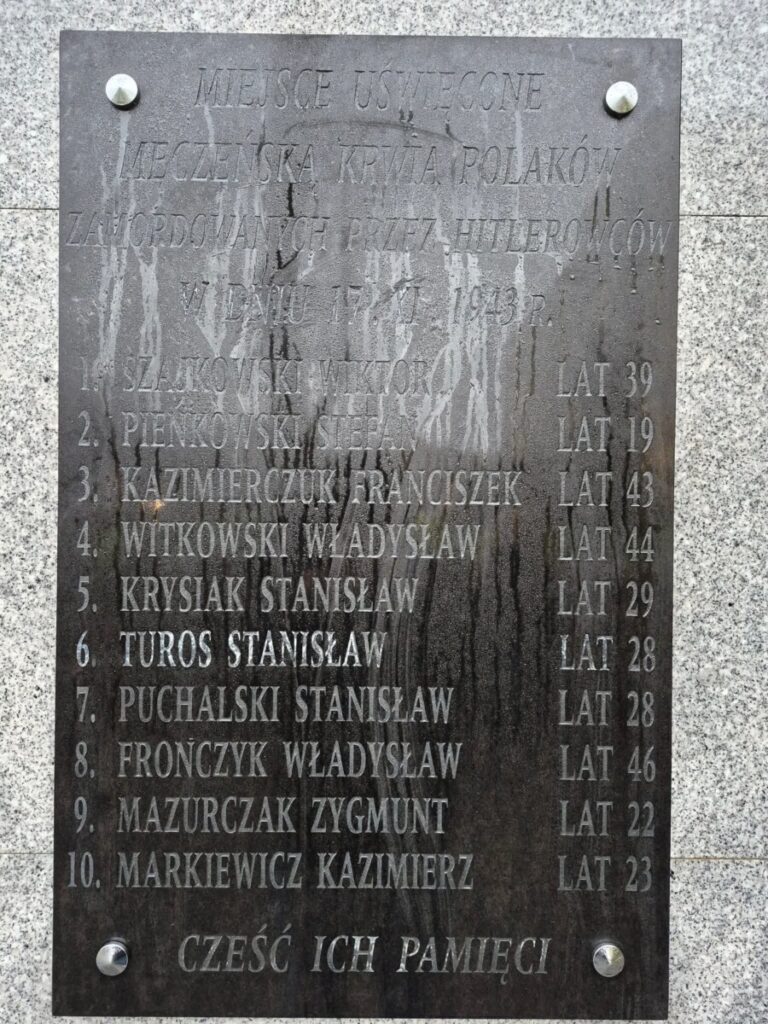 MIEJSCE UŚWIĘCONE
MĘCZEŃSKĄ KRWIĄ POLAKÓW
ZAMORDOWANYCH PRZEZ HITLEROWCÓW
W DNIU 17. XI. 1943 R.
1. SZAJKOWSKI WIKTOR LAT 39
2. PIEŃKOWSKI STEFAN LAT 19
3. KAZIMIERCZUK FRANCISZEK LAT 43
4. WITKOWSKI WŁADYSŁAW LAT 44
5. KRYSIAK STANISŁAW LAT 29
6. TUROS STANISŁAW LAT 28
7. PUCHALSKI STANISŁAW LAT 28
8. FROŃCZYK WŁADYSŁAW LAT 46
9. MAZURCZAK ZYGMUNT LAT 22
10. MARKIEWICZ KAZIMIERZ LAT 23
CZEŚĆ ICH PAMIĘCI